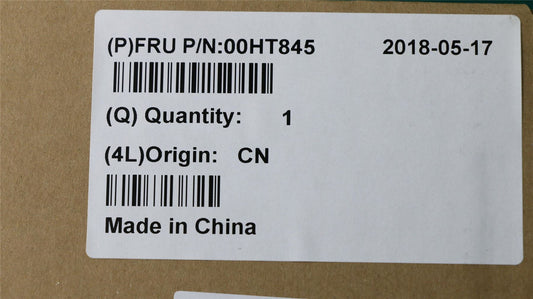 (P)FRU P/N:00HT845 2018-05-17
(Q) Quantity: 1
(4L)Origin: CN
Made in China